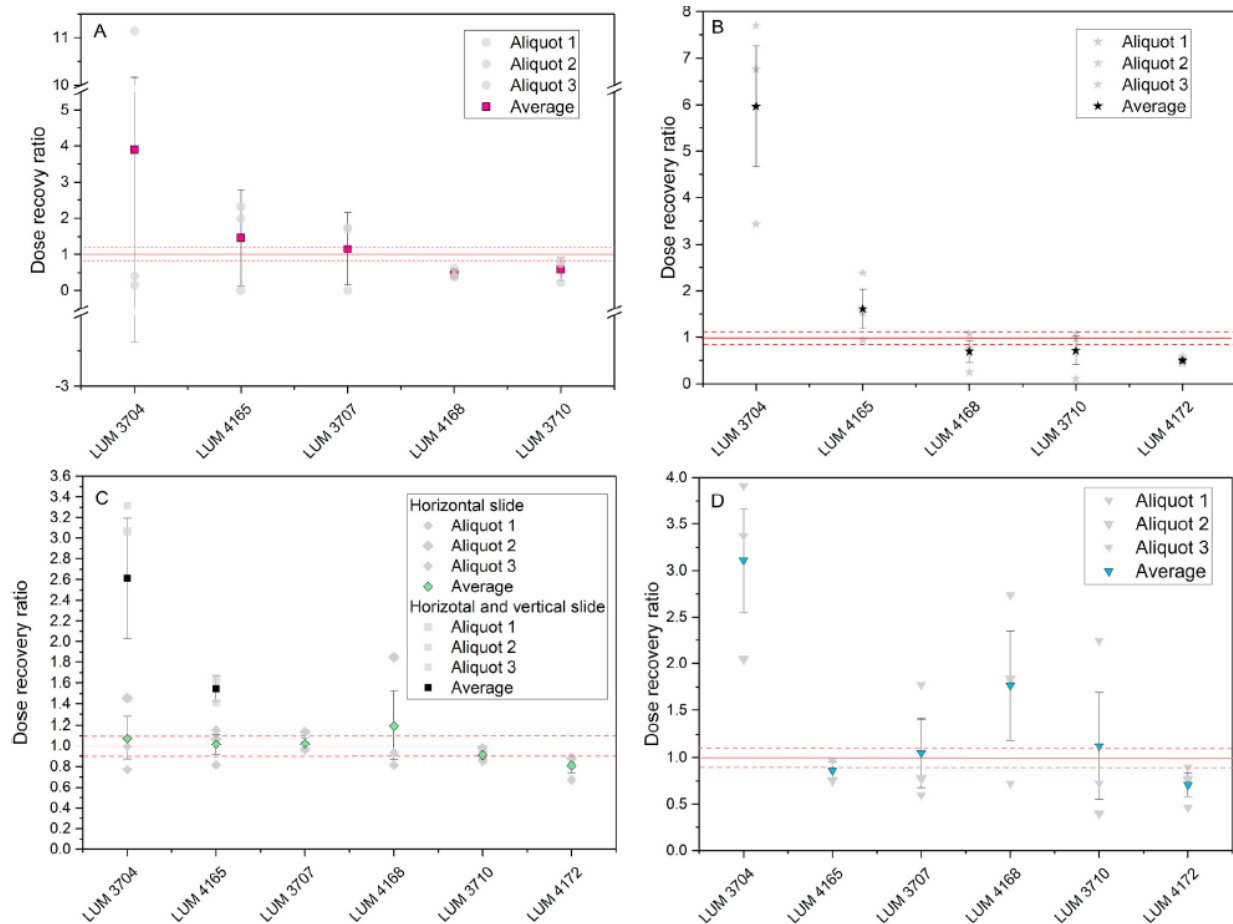 A
Aliquot 1
Aliquot 2
Aliquot 3
Average
Dose recovy ratio
11
10
5
4
3
2
1
0
-3
LUM 3704
LUM 4165
LUM 3707
LUM 4168
LUM 3710
B
Aliquot 1
Aliquot 2
Aliquot 3
Average
Dose recovery ratio
8
7
6
5
4
3
2
1
0
LUM 3704
LUM 4165
LUM 4168
LUM 3710
LUM 4172
C
Horizontal slide
Aliquot 1
Aliquot 2
Aliquot 3
Average
Horizotal and vertical slide
Aliquot 1
Aliquot 2
Aliquot 3
Average
Dose recovery ratio
3.6
3.4
3.2
3.0
2.8
2.6
2.4
2.2
2.0
1.8
1.6
1.4
1.2
1.0
0.8
0.6
0.4
0.2
0.0
LUM 3704
LUM 4165
LUM 3707
LUM 4168
LUM 3710
LUM 4172
D
Aliquot 1
Aliquot 2
Aliquot 3
Average
Dose recovery ratio
4.0
3.5
3.0
2.5
2.0
1.5
1.0
0.5
0.0
LUM 3704
LUM 4165
LUM 3707
LUM 4168
LUM 3710
LUM 4172